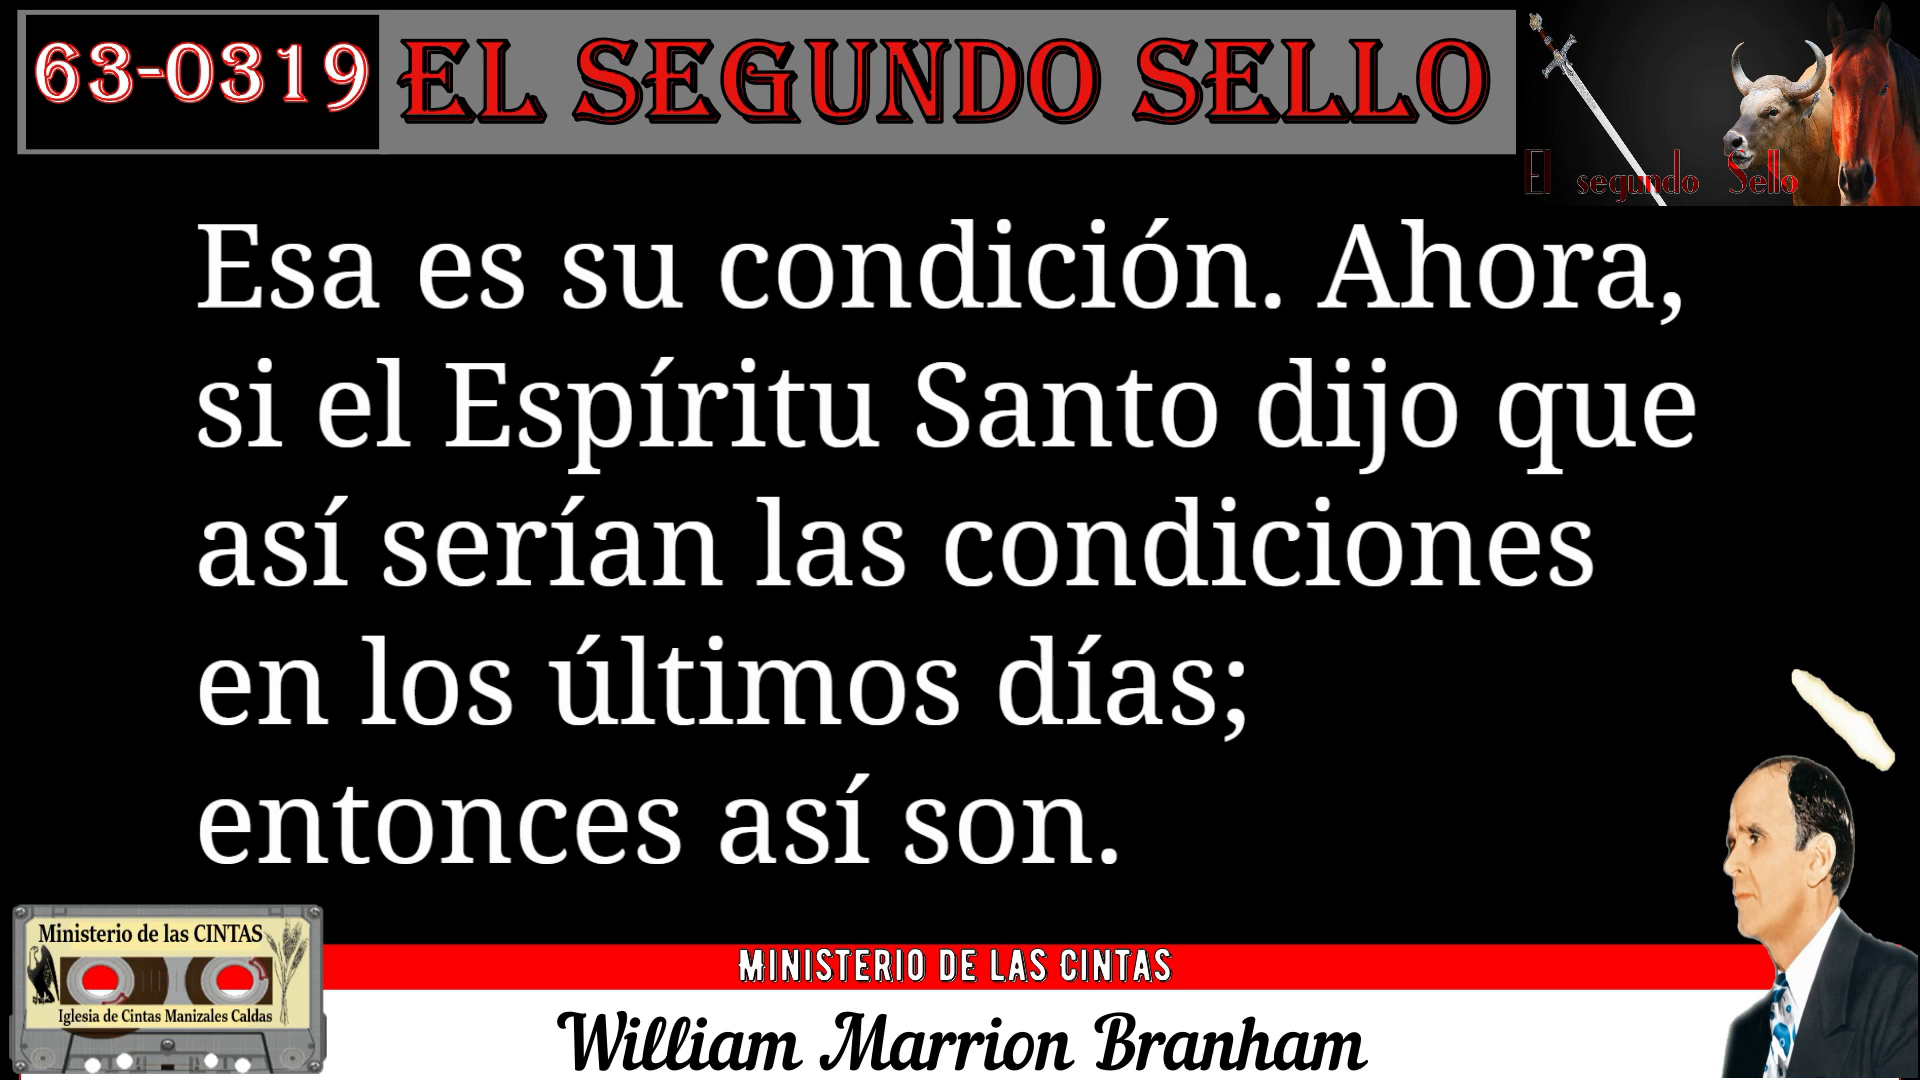 63-0319
EL SEGUNDO SELLO
El segundo Sello
Esa es su condición. Ahora,
si el Espíritu Santo dijo que
así serían las condiciones
en los últimos días;
entonces así son.
Ministerio de las CINTAS
Iglesia de Cintas Manizales Caldas
MINISTERIO DE LAS CINTAS
William Marrion Branham